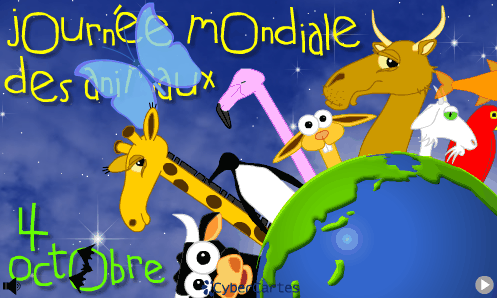 journée mondiale
des animaux
4
octobre
CyberCartes